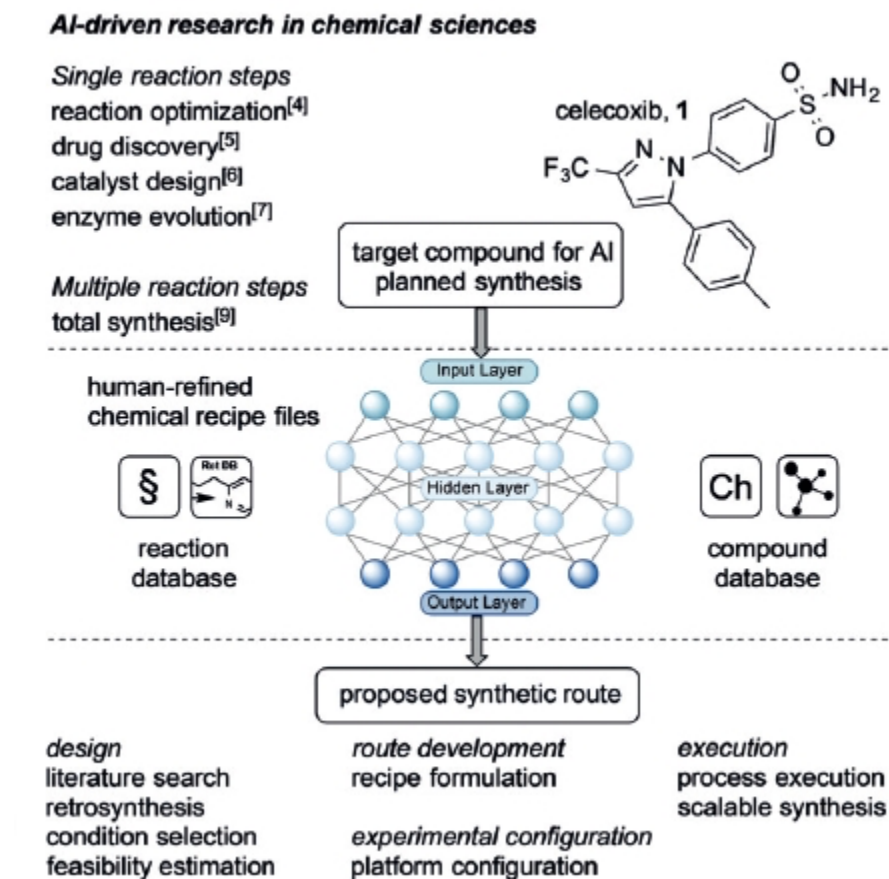 AI-driven research in chemical sciences
Single reaction steps
reaction optimization[4]
drug discovery[5]
catalyst design[6]
enzyme evolution[7]
Multiple reaction steps
total synthesis[9]
celecoxib, 1
O
S
NH2
O
N
N
F3C
target compound for AI
planned synthesis
Input Layer
human-refined
chemical recipe files
§
Ret DB
N
Hidden Layer
Ch
reaction
database
compound
database
Output Layer
proposed synthetic route
design
literature search
retrosynthesis
condition selection
feasibility estimation
route development
recipe formulation
experimental configuration
platform configuration
execution
process execution
scalable synthesis